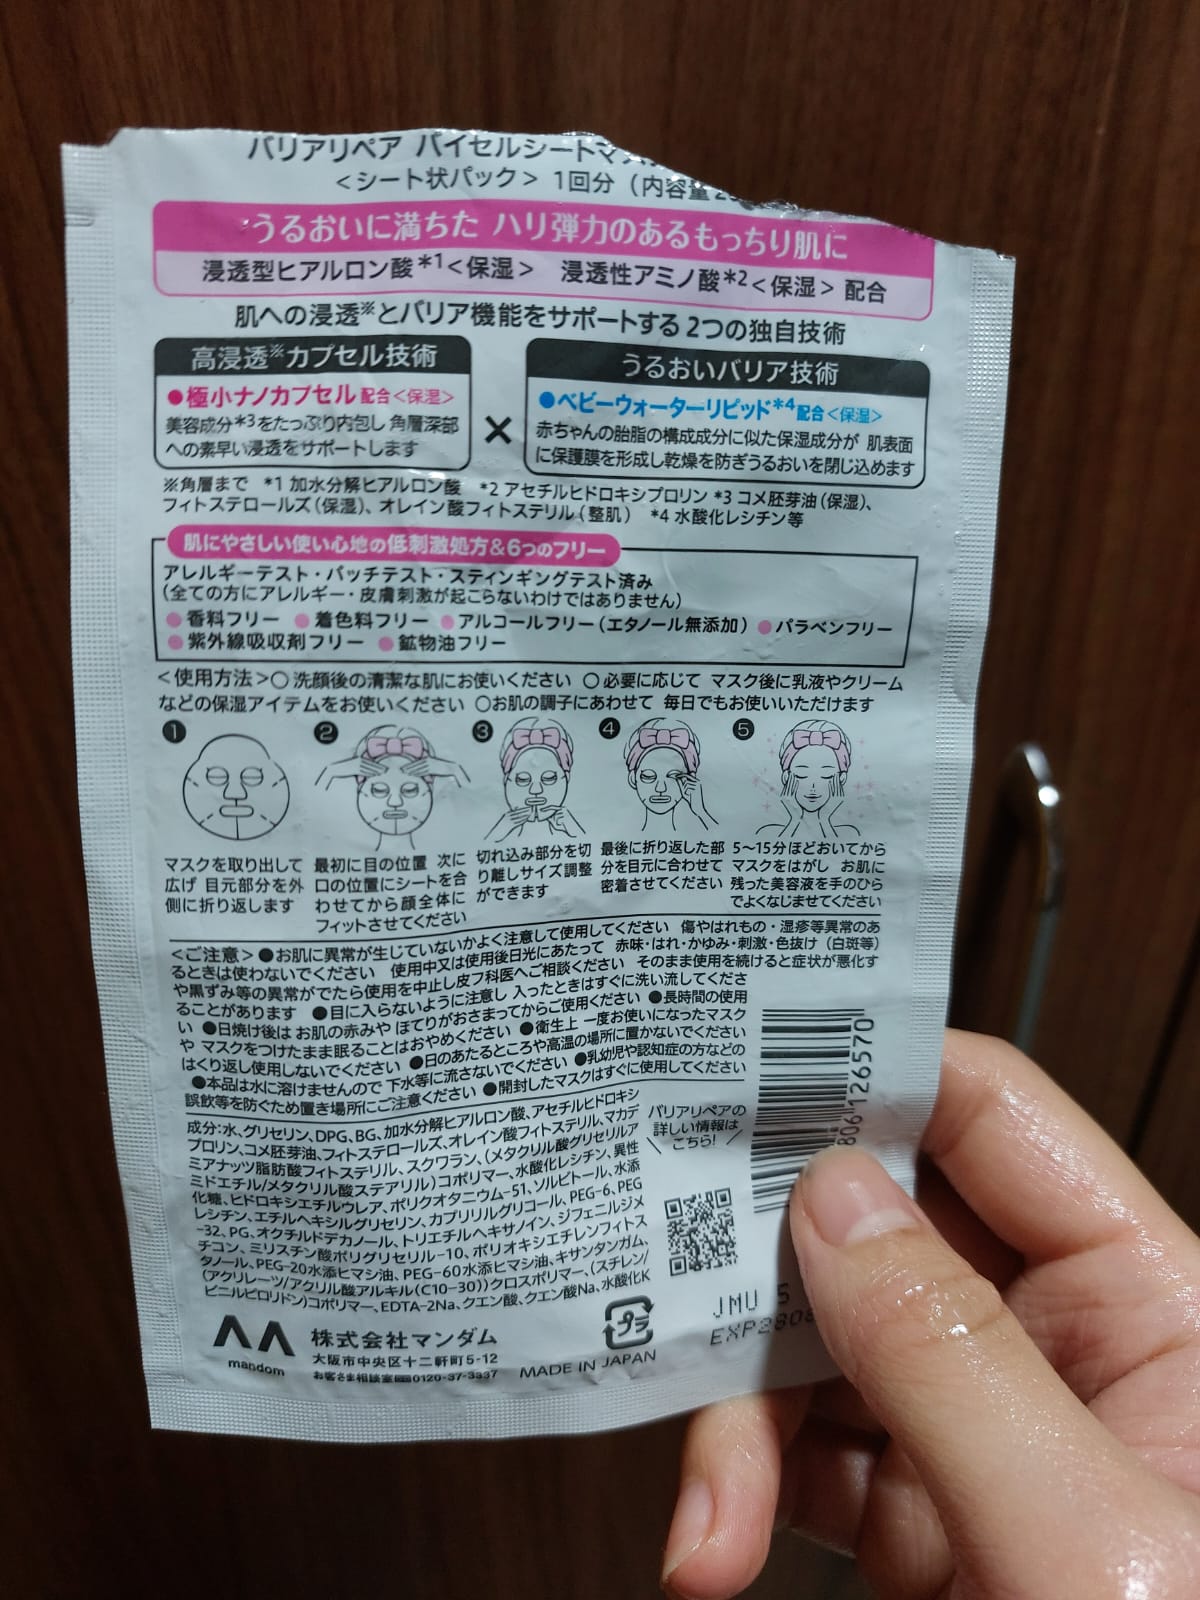 バリアリペア バイセルシートマス
<シート状パック> 1回分 (内容量
うるおいに満ちた ハリ弾力のあるもっちり肌に
浸透型ヒアルロン酸*1<保湿> 浸透性アミノ酸*2<保湿> 配合
肌への浸透※とバリア機能をサポートする 2つの独自技術
高浸透※カプセル技術
●極小ナノカプセル 配合<保湿>
美容成分*3をたっぷり内包し 角層深部
への素早い浸透をサポートします
×
うるおいバリア技術
●ベビーウォーターリピッド*4配合<保湿>
赤ちゃんの胎脂の構成成分に似た保湿成分が 肌表面
に保護膜を形成し乾燥を防ぎうるおいを閉じ込めます
※角層まで *1 加水分解ヒアルロン酸 *2 アセチルヒドロキシプロリン *3 コメ胚芽油(保湿)、
フィトステロールズ(保湿)、オレイン酸フィトステリル(整肌) *4 水酸化レシチン等
肌にやさしい使い心地の低刺激処方&6つのフリー
アレルギーテスト・パッチテスト・スティンギングテスト済み
(全ての方にアレルギー・皮膚刺激が起こらないわけではありません)
●香料フリー ●着色料フリー ●アルコールフリー(エタノール無添加) ●パラベンフリー
●紫外線吸収剤フリー ●鉱物油フリー
<使用方法>○洗顔後の清潔な肌にお使いください ○必要に応じて マスク後に乳液やクリーム
などの保湿アイテムをお使いください ○お肌の調子にあわせて 毎日でもお使いいただけます
1
マスクを取り出して
広げ 目元部分を外
側に折り返します
2
最初に目の位置 次に
口の位置にシートを合
わせてから顔全体に
フィットさせてください
3
切れ込み部分を切
り離しサイズ調整
ができます
4
最後に折り返した部
分を目元に合わせて
密着させてください
5
5〜15分ほどおいてから
マスクをはがし お肌に
残った美容液を手のひら
でよくなじませてください
<ご注意>●お肌に異常が生じていないかよく注意して使用してください 傷やはれもの・湿疹等異常のあ
るときは使わないでください 使用中又は使用後日光にあたって 赤味・はれ・かゆみ・刺激・色抜け(白斑等)
や黒ずみ等の異常がでたら使用を中止し皮フ科医へご相談ください そのまま使用を続けると症状が悪化す
ることがあります ●目に入らないように注意し 入ったときはすぐに洗い流してくださ
い ●日焼け後は お肌の赤みや ほてりがおさまってからご使用ください ●長時間の使用
や マスクをつけたまま眠ることはおやめください ●衛生上 一度お使いになったマスク
はくり返し使用しないでください ●日のあたるところや高温の場所に置かないでください
●本品は水に溶けませんので 下水等に流さないでください ●乳幼児や認知症の方などの
誤飲等を防ぐため置き場所にご注意ください ●開封したマスクはすぐに使用してください
成分:水、グリセリン、DPG、BG、加水分解ヒアルロン酸、アセチルヒドロキシ
プロリン、コメ胚芽油、フィトステロールズ、オレイン酸フィトステリル、マカデ
ミアナッツ脂肪酸フィトステリル、スクワラン、(メタクリル酸グリセリルア
ミドエチル/メタクリル酸ステアリル)コポリマー、水酸化レシチン、異性
化糖、ヒドロキシエチルウレア、ポリクオタニウム-51、ソルビトール、水添
レシチン、エチルヘキシルグリセリン、カプリリルグリコール、PEG-6、PEG
-32、PG、オクチルドデカノール、トリエチルヘキサノイン、ジフェニルジメ
チコン、ミリスチン酸ポリグリセリル-10、ポリオキシエチレンフィトス
タノール、PEG-20水添ヒマシ油、PEG-60水添ヒマシ油、キサンタンガム、
(アクリレーツ/アクリル酸アルキル(C10-30))クロスポリマー、(スチレン/
ビニルピロリドン)コポリマー、EDTA-2Na、クエン酸、クエン酸Na、水酸化K
バリアリペアの
詳しい情報は
こちら!
806126570
mandom
株式会社マンダム
大阪市中央区十二軒町5-12
お客さま相談室 0120-37-3337
プラ
MADE IN JAPAN
JMU 5
EXP2808